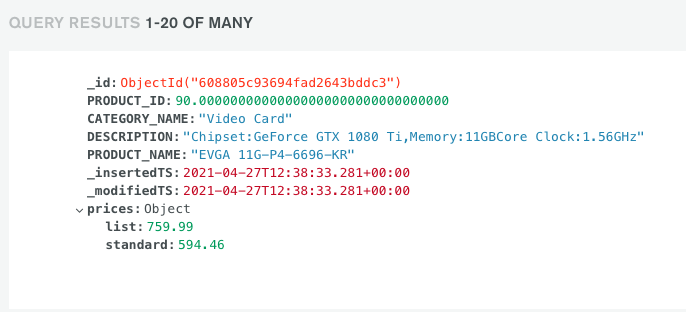 QUERY RESULTS 1-20 OF MANY
_id: ObjectId("608805c93694fad2643bddc3")
PRODUCT_ID: 90.00000000000000000000000000000000
CATEGORY_NAME: "Video Card"
DESCRIPTION: "Chipset:GeForce GTX 1080 Ti,Memory:11GBCore Clock:1.56GHz"
PRODUCT_NAME: "EVGA 11G-P4-6696-KR"
_insertedTS: 2021-04-27T12:38:33.281+00:00
_modifiedTS: 2021-04-27T12:38:33.281+00:00
prices: Object
list: 759.99
standard: 594.46